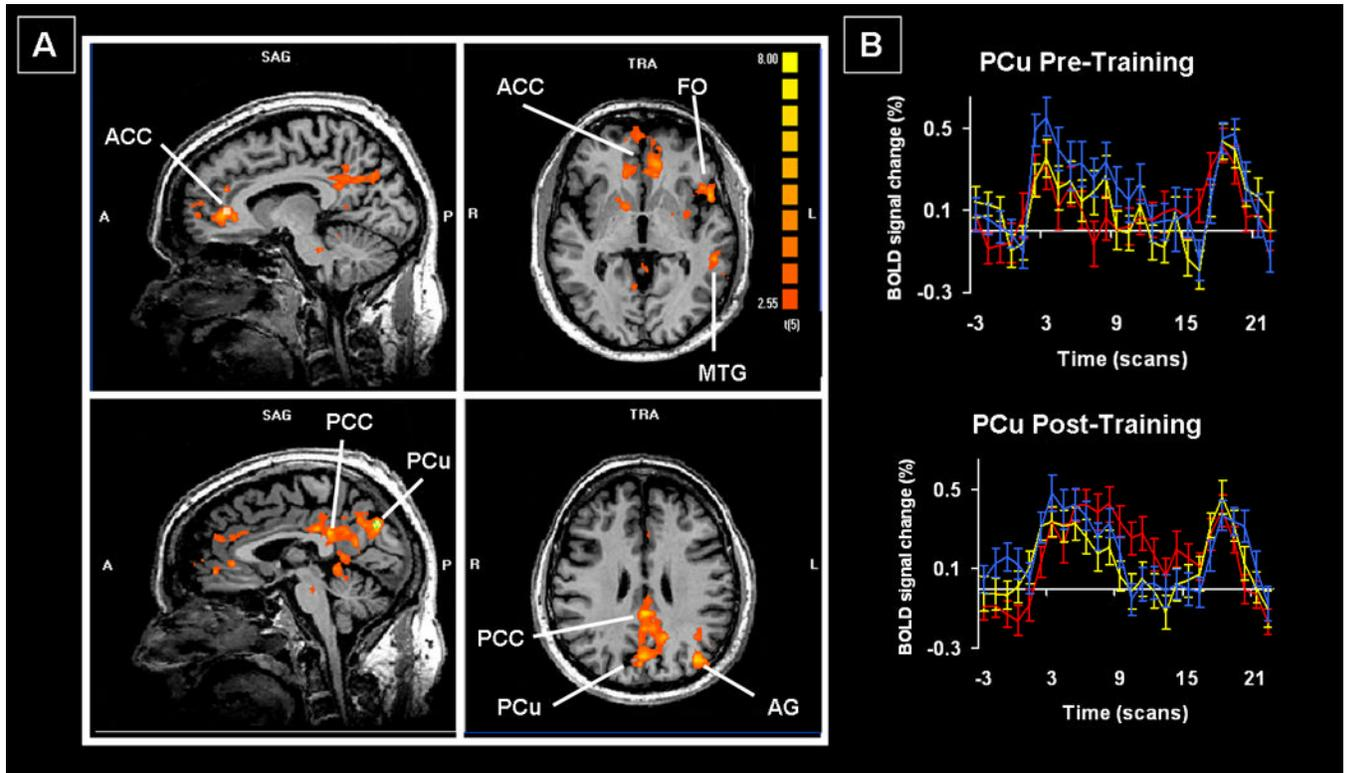 A
SAG
ACC
A
P
TRA
ACC
FO
8.00
2.55
t(5)
R
L
MTG
SAG
PCC
PCu
A
P
TRA
R
L
PCC
PCu
AG
B
PCu Pre-Training
BOLD signal change (%)
0.5
0.1
-0.3
-3 3 9 15 21
Time (scans)
PCu Post-Training
BOLD signal change (%)
0.5
0.1
-0.3
-3 3 9 15 21
Time (scans)